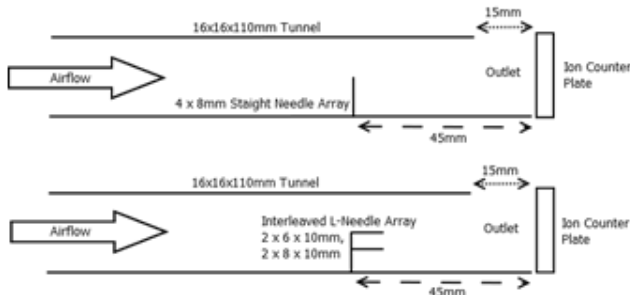 15mm
16x16x110mm Tunnel
Airflow
Outlet
Ion Counter
Plate
4 x 8mm Staight Needle Array
45mm
15mm
16x16x110mm Tunnel
Interleaved L-Needle Array
2 x 6 x 10mm,
2 x 8 x 10mm
Airflow
Outlet
Ion Counter
Plate
45mm